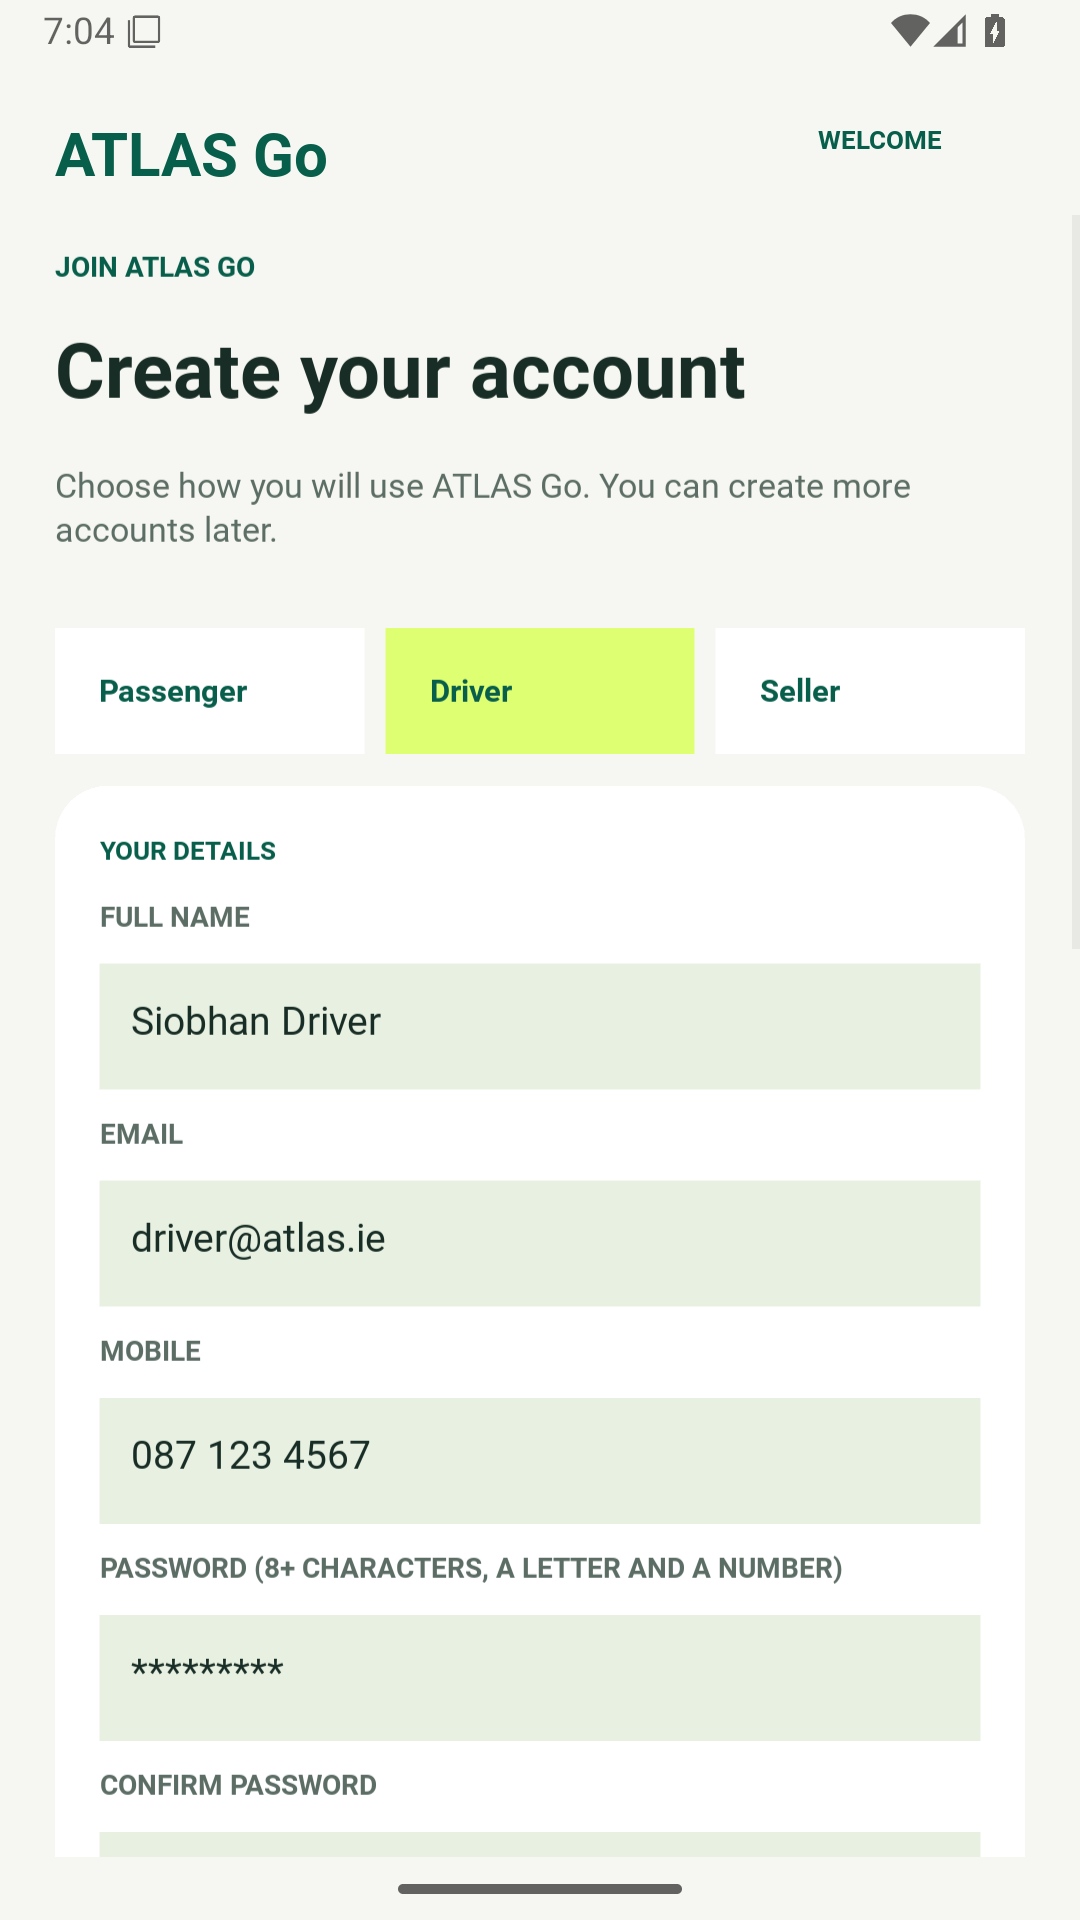 7:04
ATLAS Go
WELCOME
JOIN ATLAS GO
Create your account
Choose how you will use ATLAS Go. You can create more
accounts later.
Passenger
Driver
Seller
YOUR DETAILS
FULL NAME
Siobhan Driver
EMAIL
driver@atlas.ie
MOBILE
087 123 4567
PASSWORD (8+ CHARACTERS, A LETTER AND A NUMBER)
*********
CONFIRM PASSWORD